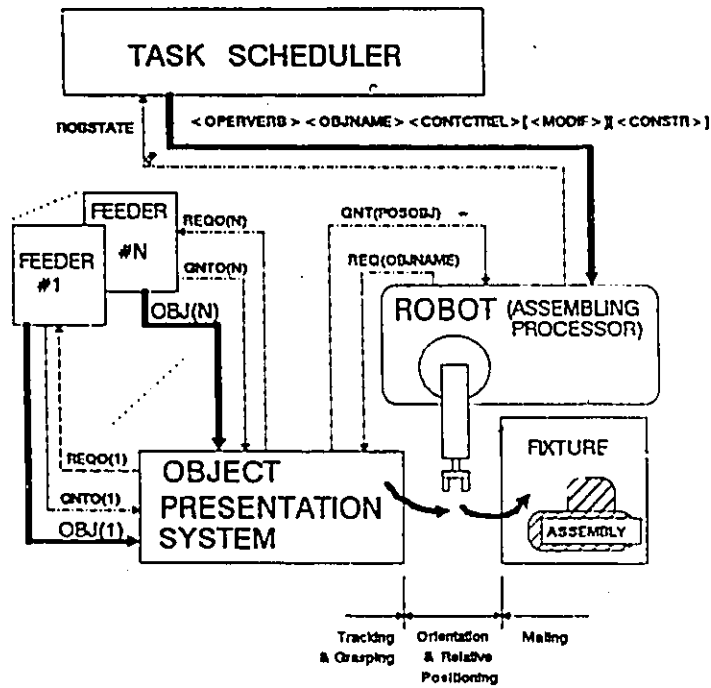 TASK SCHEDULER
ROBSTATE
<OPERVERB><OBJNAME><CONTCTREL>[<MODIF>][<CONSTR>]
FEEDER
#N
FEEDER
#1
REQO(N)
GNTO(N)
OBJ(N)
GNT(POSOBJ)
REQ(OBJNAME)
ROBOT (ASSEMBLING
PROCESSOR)
REQO(1)
GNTO(1)
OBJ(1)
OBJECT
PRESENTATION
SYSTEM
FIXTURE
ASSEMBLY
Tracking
& Grasping
Orientation
& Relative
Positioning
Mating